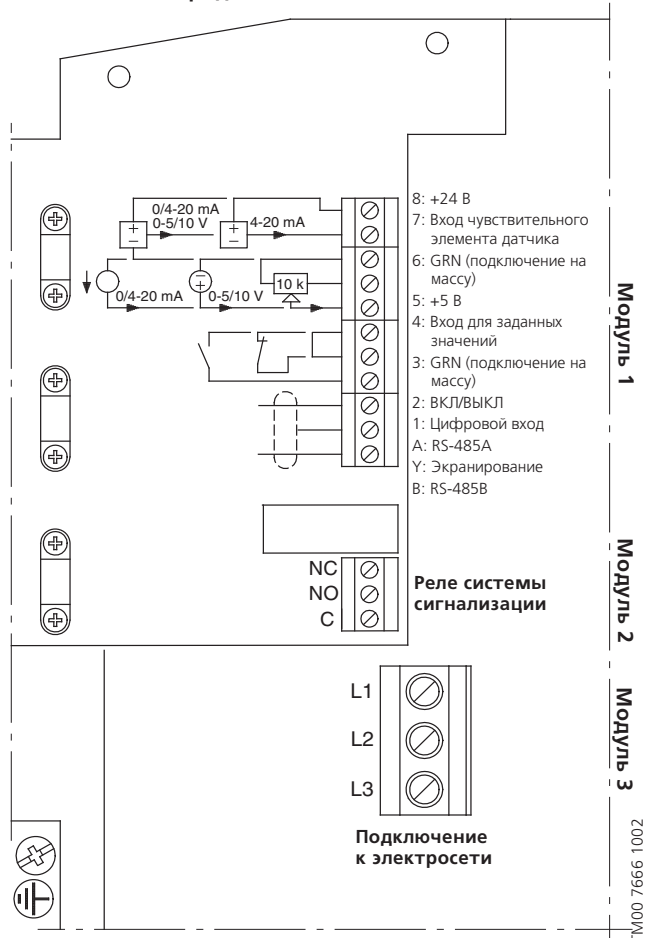 0/4-20 mA
0-5/10 V
4-20 mA
0/4-20 mA
0-5/10 V
10 k
8: +24 В
7: Вход чувствительного
элемента датчика
6: GRN (подключение на
массу)
5: +5 В
4: Вход для заданных
значений
3: GRN (подключение на
массу)
2: ВКЛ/ВЫКЛ
1: Цифровой вход
A: RS-485A
Y: Экранирование
B: RS-485B
Модуль 1
NC
NO
C
Реле системы
сигнализации
Модуль 2
L1
L2
L3
Подключение
к электросети
Модуль 3
TM00 7666 1002